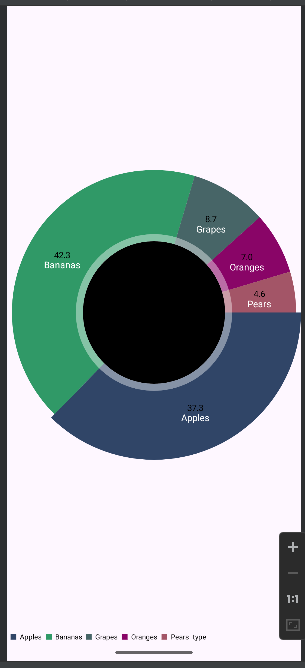 8.7
Grapes
7.0
Oranges
42.3
Bananas
4.6
Pears
37.3
Apples
1:1
Apples Bananas Grapes Oranges Pears type